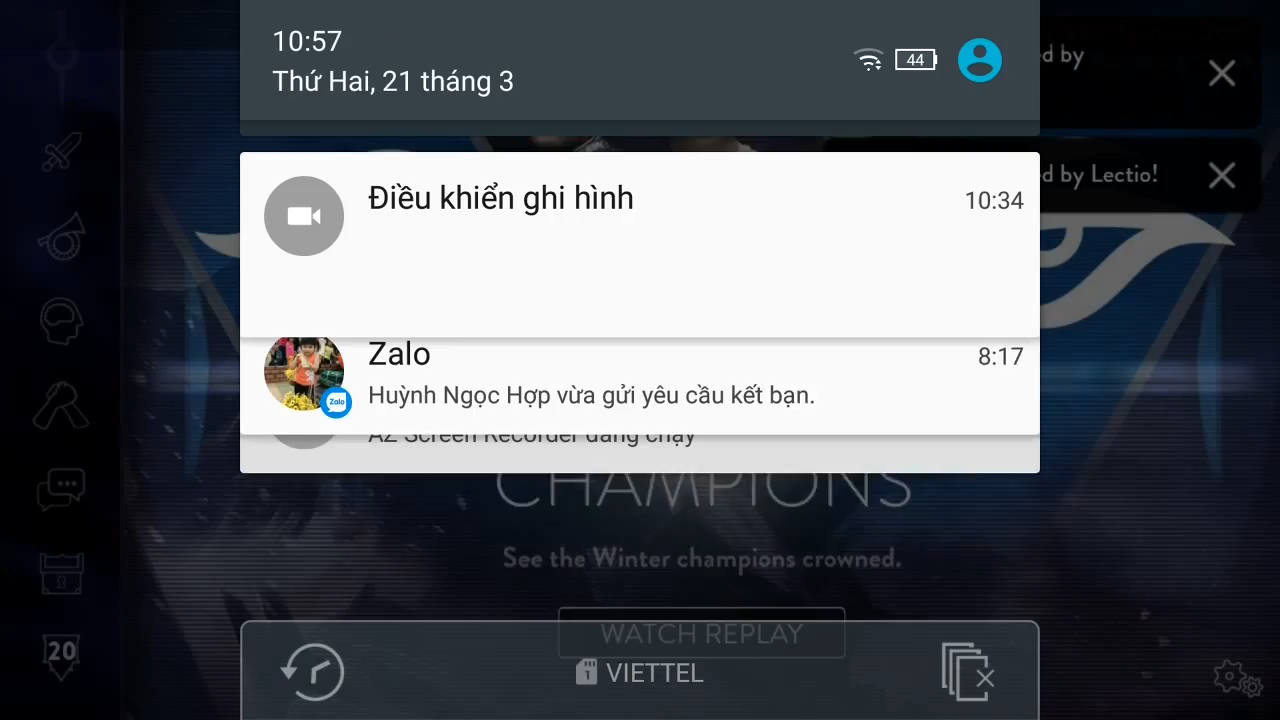 10:57
44
Thứ Hai, 21 tháng 3
d by
Điều khiển ghi hình
10:34
d by Lectio!
Zalo
8:17
Zalo
Huỳnh Ngọc Hợp vừa gửi yêu cầu kết bạn.
AZ Screen Recorder đang chạy
CHAMPIONS
See the Winter champions crowned.
WATCH REPLAY
20
1
VIETTEL